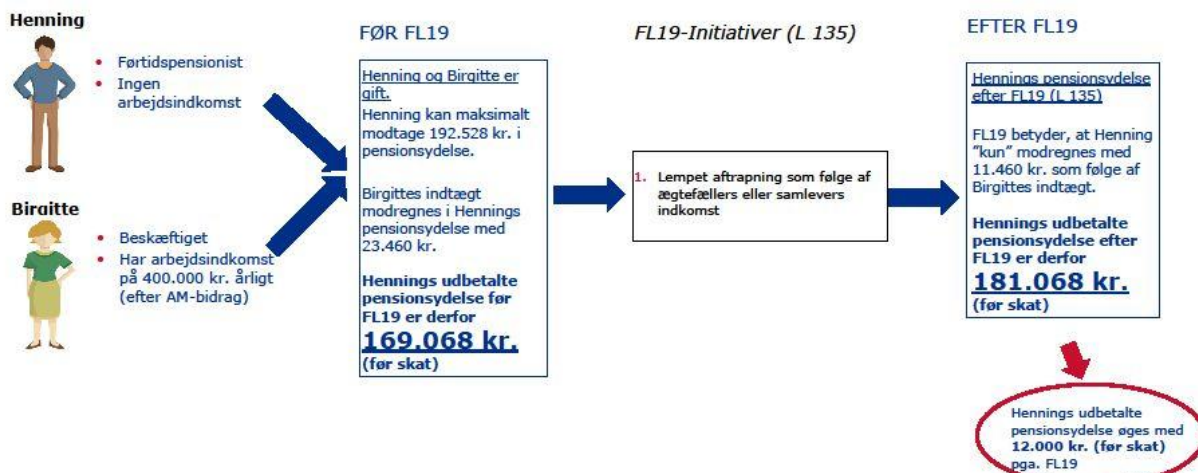 Henning
• Førtidspensionist
• Ingen
arbejdsindkomst
Birgitte
• Beskæftiget
• Har arbejdsindkomst
på 400.000 kr. årligt
(efter AM-bidrag)
FØR FL19
Henning og Birgitte er
gift.
Henning kan maksimalt
modtage 192.528 kr. i
pensionsydelse.
Birgittes indtægt
modregnes i Hennings
pensionsydelse med
23.460 kr.
Hennings udbetalte
pensionsydelse før
FL19 er derfor
169.068 kr.
(før skat)
FL19-Initiativer (L 135)
1. Lempet aftrapning som følge af
ægtefællers eller samlevers
indkomst
EFTER FL19
Hennings pensionsydelse
efter FL19 (L 135)
FL19 betyder, at Henning
"kun" modregnes med
11.460 kr. som følge af
Birgittes indtægt.
Hennings udbetalte
pensionsydelse efter
FL19 er derfor
181.068 kr.
(før skat)
Hennings udbetalte
pensionsydelse øges med
12.000 kr. (før skat)
pga. FL19